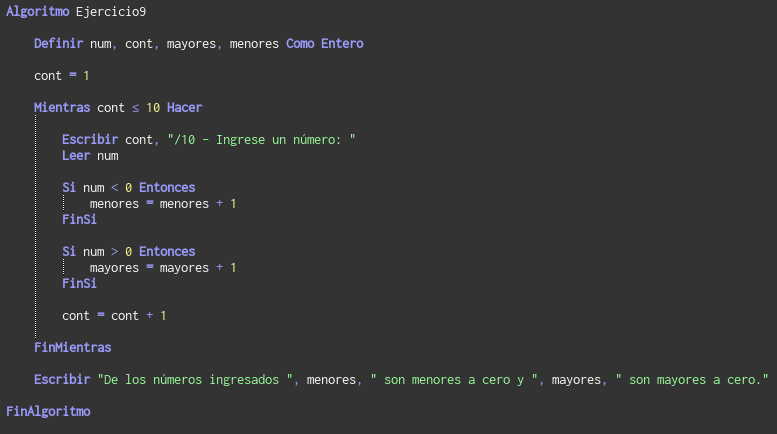 Algoritmo Ejercicio9
Definir num, cont, mayores, menores Como Entero
cont = 1
Mientras cont ≤ 10 Hacer
Escribir cont, "/10 - Ingrese un número: "
Leer num
Si num < 0 Entonces
menores = menores + 1
FinSi
Si num > 0 Entonces
mayores = mayores + 1
FinSi
cont = cont + 1
FinMientras
Escribir "De los números ingresados ", menores, " son menores a cero y ", mayores, " son mayores a cero."
FinAlgoritmo